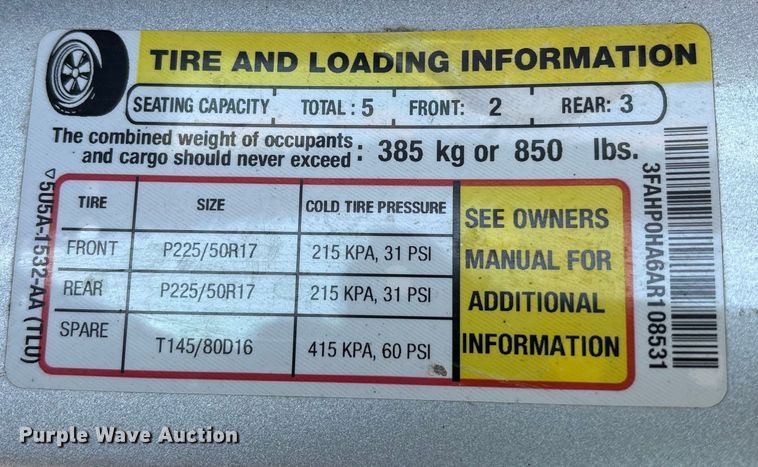 TIRE AND LOADING INFORMATION
SEATING CAPACITY TOTAL : 5 FRONT: 2 REAR: 3
The combined weight of occupants
and cargo should never exceed : 385 kg or 850 lbs.
TIRE SIZE COLD TIRE PRESSURE
FRONT P225/50R17 215 KPA, 31 PSI
REAR P225/50R17 215 KPA, 31 PSI
SPARE T145/80D16 415 KPA, 60 PSI
SEE OWNERS
MANUAL FOR
ADDITIONAL
INFORMATION
5U5A-1532-AA (TLU)
3FAHP0HA6AR108531
Purple Wave Auction